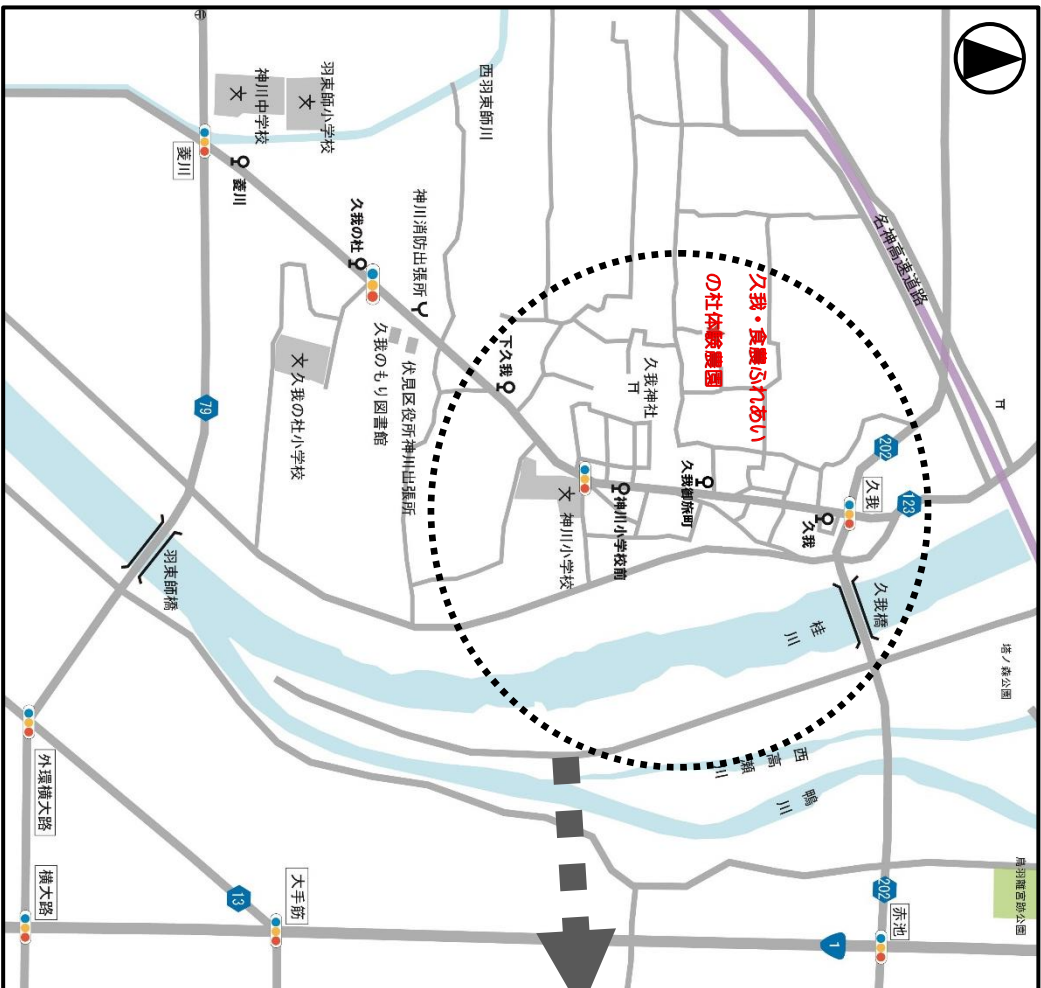 名神高速道路
塔ノ森公園
鳥羽離宮跡公園
久我・食農ふれあい
の杜体験農園
202
久我
123
久我
久我橋
久我御旅町
桂川
西高瀬川
鴨川
202
赤池
1
久我神社
神川小学校前
神川小学校
西羽束師川
下久我
神川消防出張所
伏見区役所神川出張所
久我のもり図書館
久我の杜
久我の杜小学校
羽束師小学校
神川中学校
菱川
菱川
79
羽束師橋
大手筋
13
外環横大路
横大路